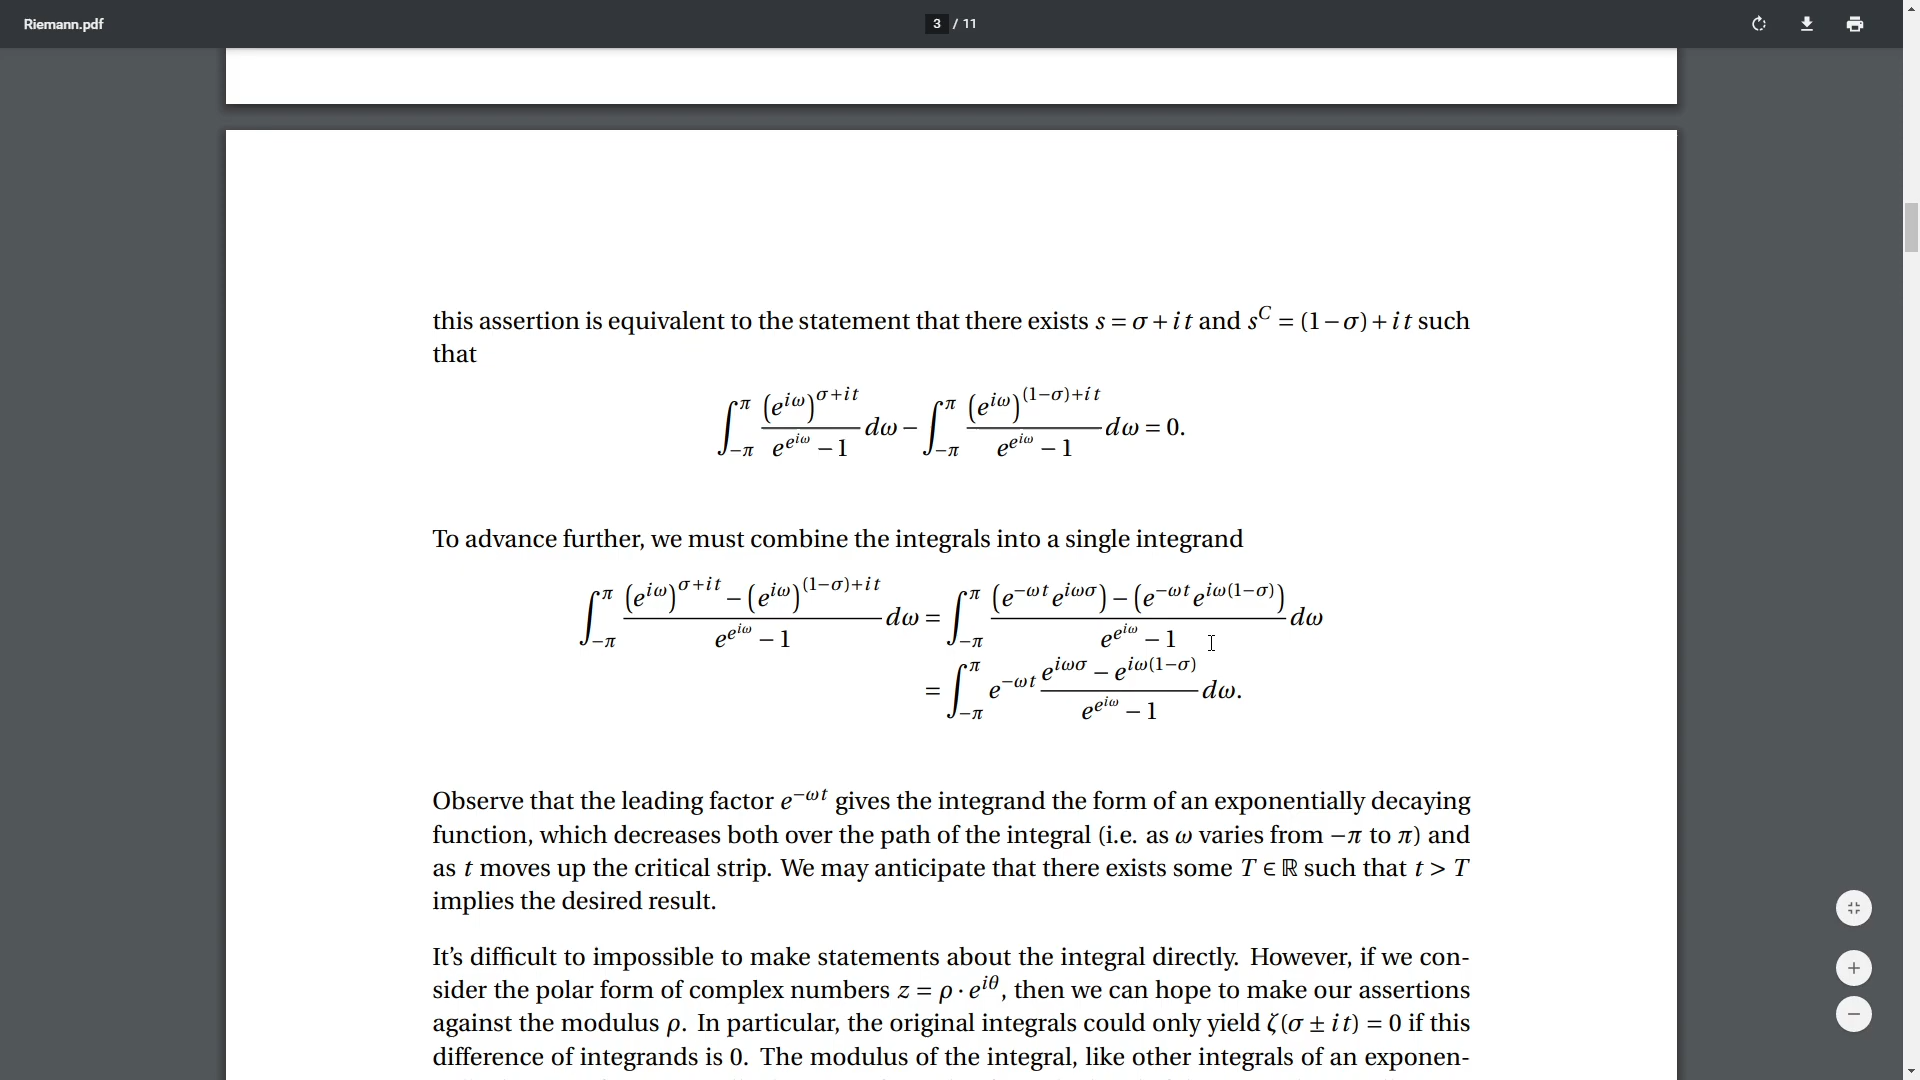 Riemann.pdf
3 / 11
this assertion is equivalent to the statement that there exists s = σ + it and s^C = (1−σ) + it such
that
∫_{−π}^{π} (e^{iω})^{σ+it} / (e^{e^{iω}} − 1) dω − ∫_{−π}^{π} (e^{iω})^{(1−σ)+it} / (e^{e^{iω}} − 1) dω = 0.
To advance further, we must combine the integrals into a single integrand
∫_{−π}^{π} ((e^{iω})^{σ+it} − (e^{iω})^{(1−σ)+it}) / (e^{e^{iω}} − 1) dω = ∫_{−π}^{π} ((e^{−ωt} e^{iωσ}) − (e^{−ωt} e^{iω(1−σ)})) / (e^{e^{iω}} − 1) dω
= ∫_{−π}^{π} e^{−ωt} (e^{iωσ} − e^{iω(1−σ)}) / (e^{e^{iω}} − 1) dω.
Observe that the leading factor e^{−ωt} gives the integrand the form of an exponentially decaying
function, which decreases both over the path of the integral (i.e. as ω varies from −π to π) and
as t moves up the critical strip. We may anticipate that there exists some T ∈ ℝ such that t > T
implies the desired result.
It’s difficult to impossible to make statements about the integral directly. However, if we con-
sider the polar form of complex numbers z = ρ · e^{iθ}, then we can hope to make our assertions
against the modulus ρ. In particular, the original integrals could only yield ζ(σ ± it) = 0 if this
difference of integrands is 0. The modulus of the integral, like other integrals of an exponen-